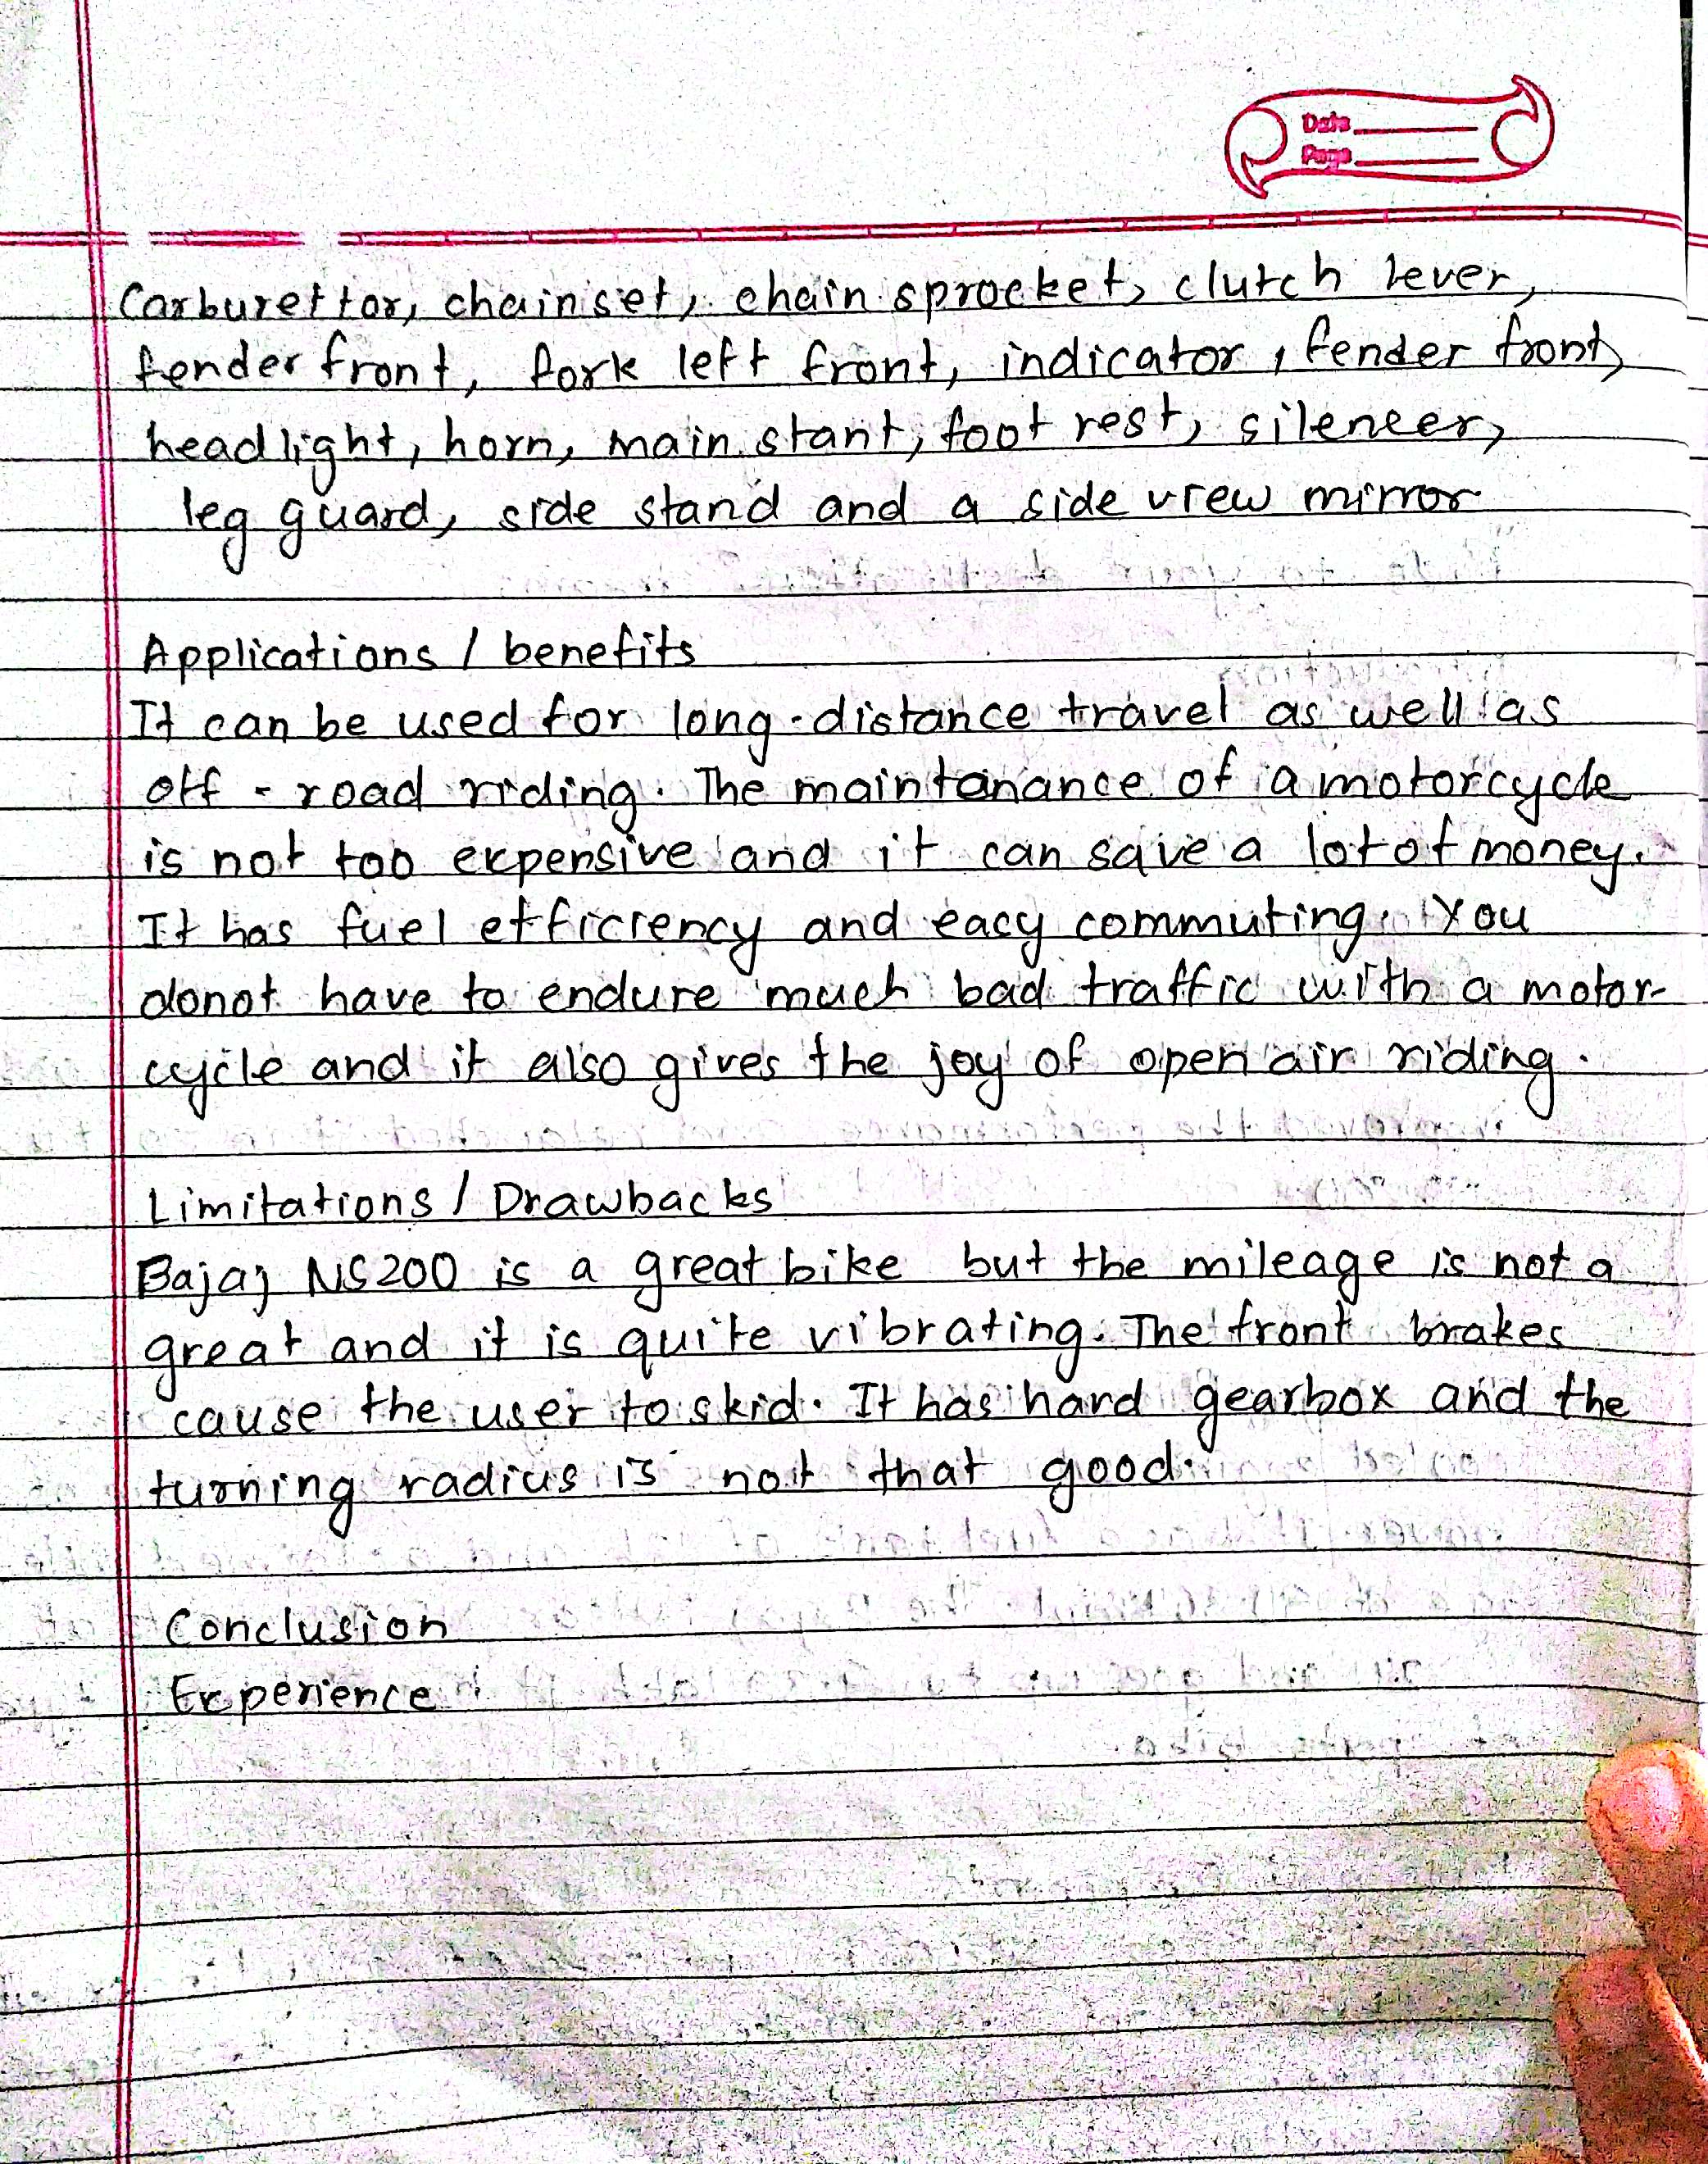 Date
Page
Carburettor, chain set, chain sprocket, clutch lever,
fender front, fork left front, indicator, fender front,
headlight, horn, main stant, foot rest, silencer,
leg guard, side stand and a side view mirror
Applications / benefits
It can be used for long-distance travel as well as
off-road riding. The maintanance of a motorcycle
is not too expensive and it can save a lot of money.
It has fuel efficiency and eacy commuting. You
donot have to endure much bad traffic with a motor-
cycle and it also gives the joy of open air riding.
Limitations / Drawbacks
Bajaj NS200 is a great bike but the mileage is not a
great and it is quite vibrating. The front brakes
cause the user to skid. It has hard gearbox and the
turning radius is not that good.
Conclusion
Experience